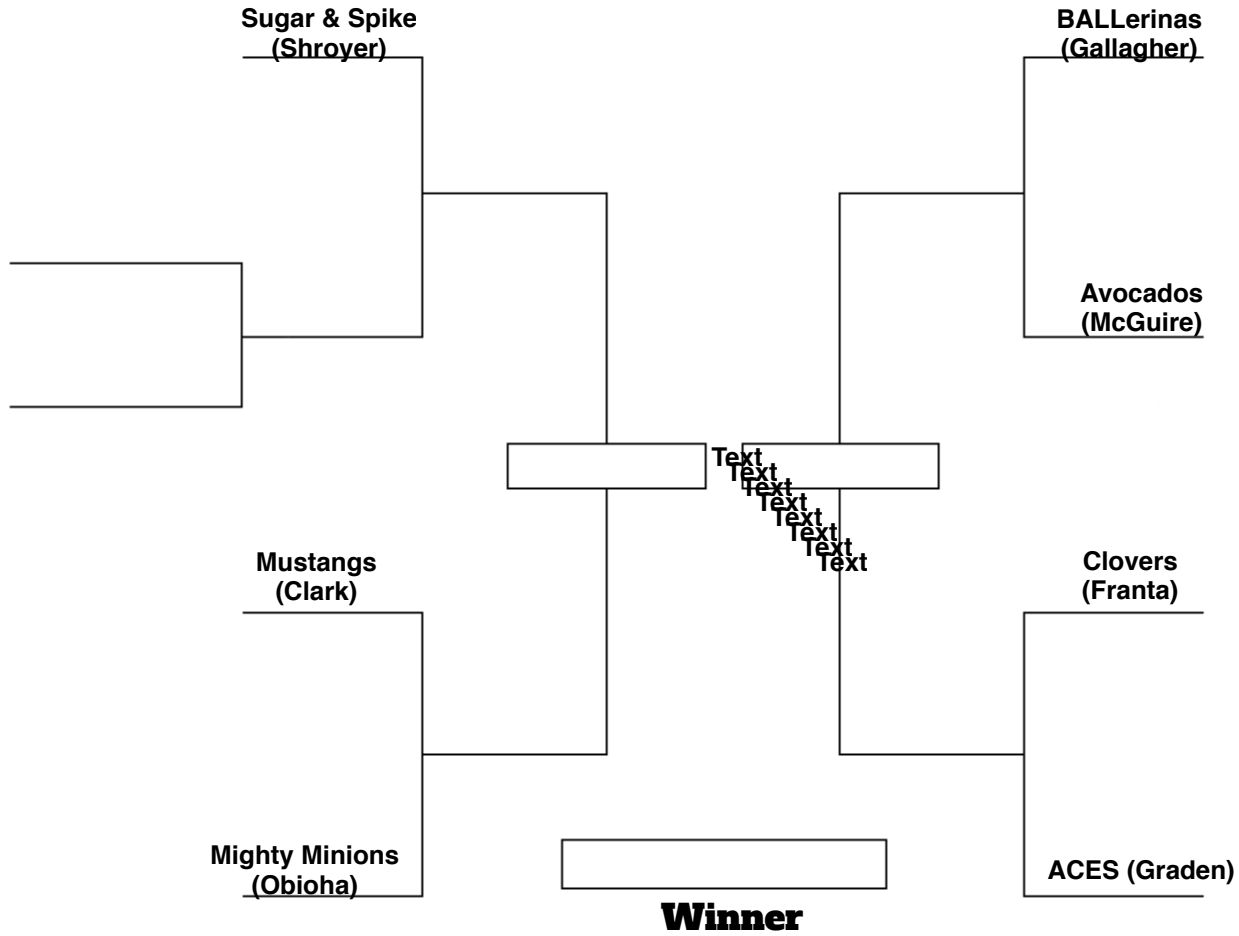 Sugar & Spike
(Shroyer)
BALLerinas
(Gallagher)
Avocados
(McGuire)
Text
Text
Text
Text
Text
Text
Text
Text
Mustangs
(Clark)
Clovers
(Franta)
Mighty Minions
(Obioha)
ACES (Graden)
Winner